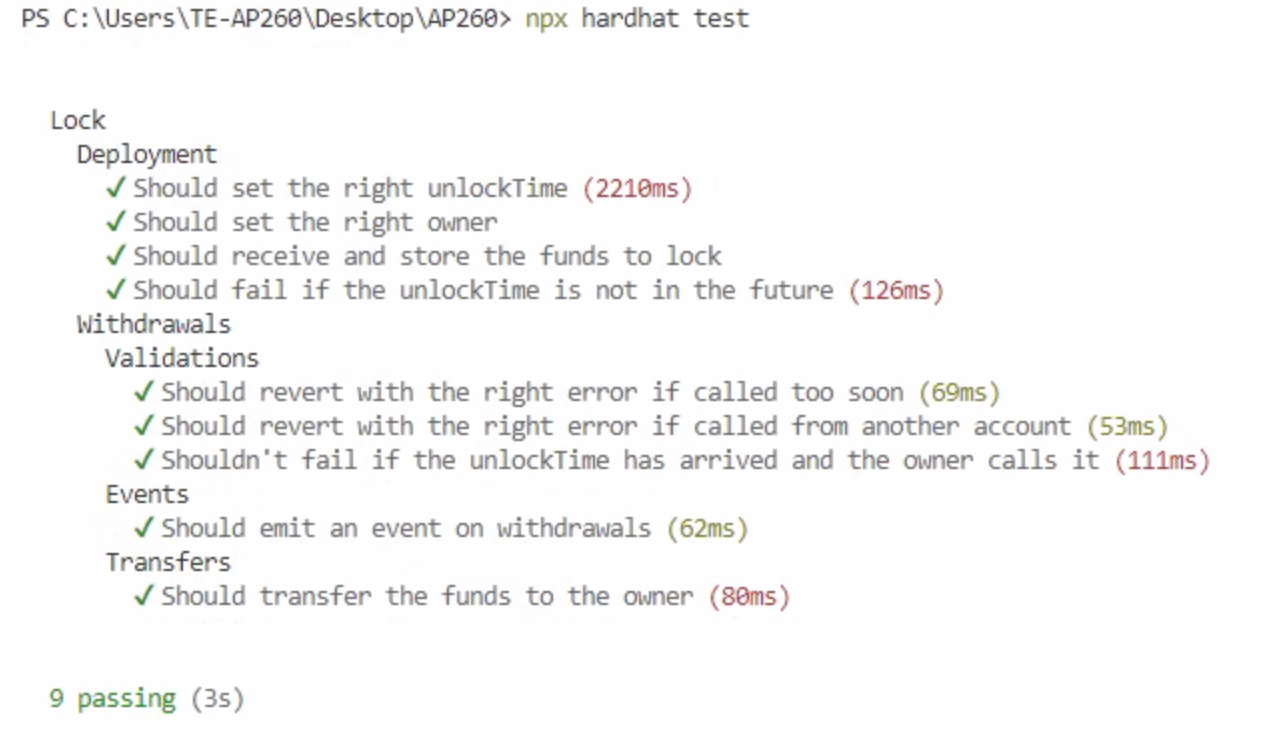 PS C:\Users\TE-AP260\Desktop\AP260> npx hardhat test
Lock
Deployment
✓ Should set the right unlockTime (2210ms)
✓ Should set the right owner
✓ Should receive and store the funds to lock
✓ Should fail if the unlockTime is not in the future (126ms)
Withdrawals
Validations
✓ Should revert with the right error if called too soon (69ms)
✓ Should revert with the right error if called from another account (53ms)
✓ Shouldn't fail if the unlockTime has arrived and the owner calls it (111ms)
Events
✓ Should emit an event on withdrawals (62ms)
Transfers
✓ Should transfer the funds to the owner (80ms)
9 passing (3s)